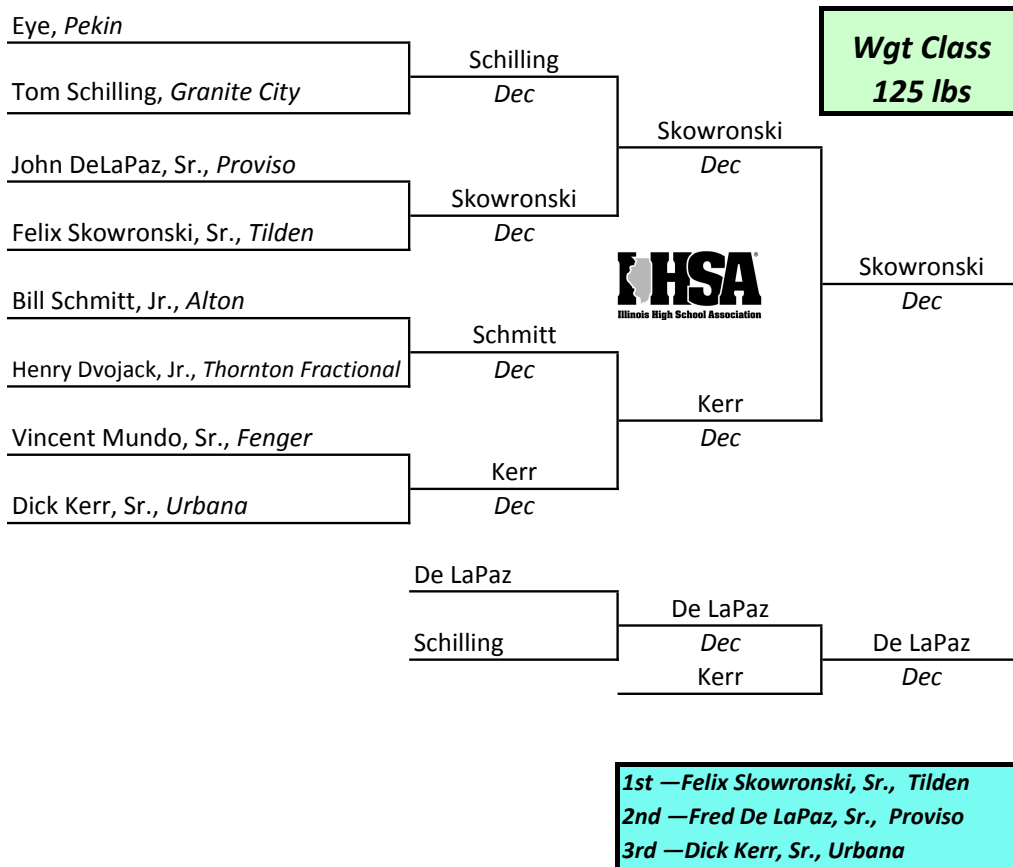 Eye, Pekin
Schilling
Dec
Tom Schilling, Granite City
Wgt Class
125 lbs
Skowronski
Dec
John DeLaPaz, Sr., Proviso
Skowronski
Dec
Felix Skowronski, Sr., Tilden
IHSA®
Illinois High School Association
Skowronski
Dec
Bill Schmitt, Jr., Alton
Schmitt
Dec
Henry Dvojack, Jr., Thornton Fractional
Kerr
Dec
Vincent Mundo, Sr., Fenger
Kerr
Dec
Dick Kerr, Sr., Urbana
De LaPaz
De LaPaz
Dec
Schilling
Kerr
De LaPaz
Dec
1st —Felix Skowronski, Sr., Tilden
2nd —Fred De LaPaz, Sr., Proviso
3rd —Dick Kerr, Sr., Urbana